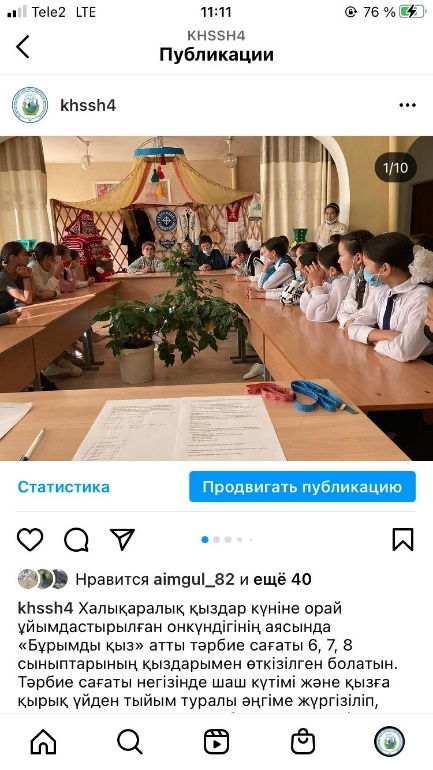 Tele2 LTE 11:11 76 %
KHSSH4
Публикации
khssh4
1/10
Статистика
Продвигать публикацию
Нравится aimgul_82 и ещё 40
khssh4 Халықаралық қыздар күніне орай
ұйымдастырылған онкүндігінің аясында
«Бұрымды қыз» атты тәрбие сағаты 6, 7, 8
сыныптарының қыздарымен өткізілген болатын.
Тәрбие сағаты негізінде шаш күтімі және қызға
қырық үйден тыйым туралы әңгіме жүргізіліп,